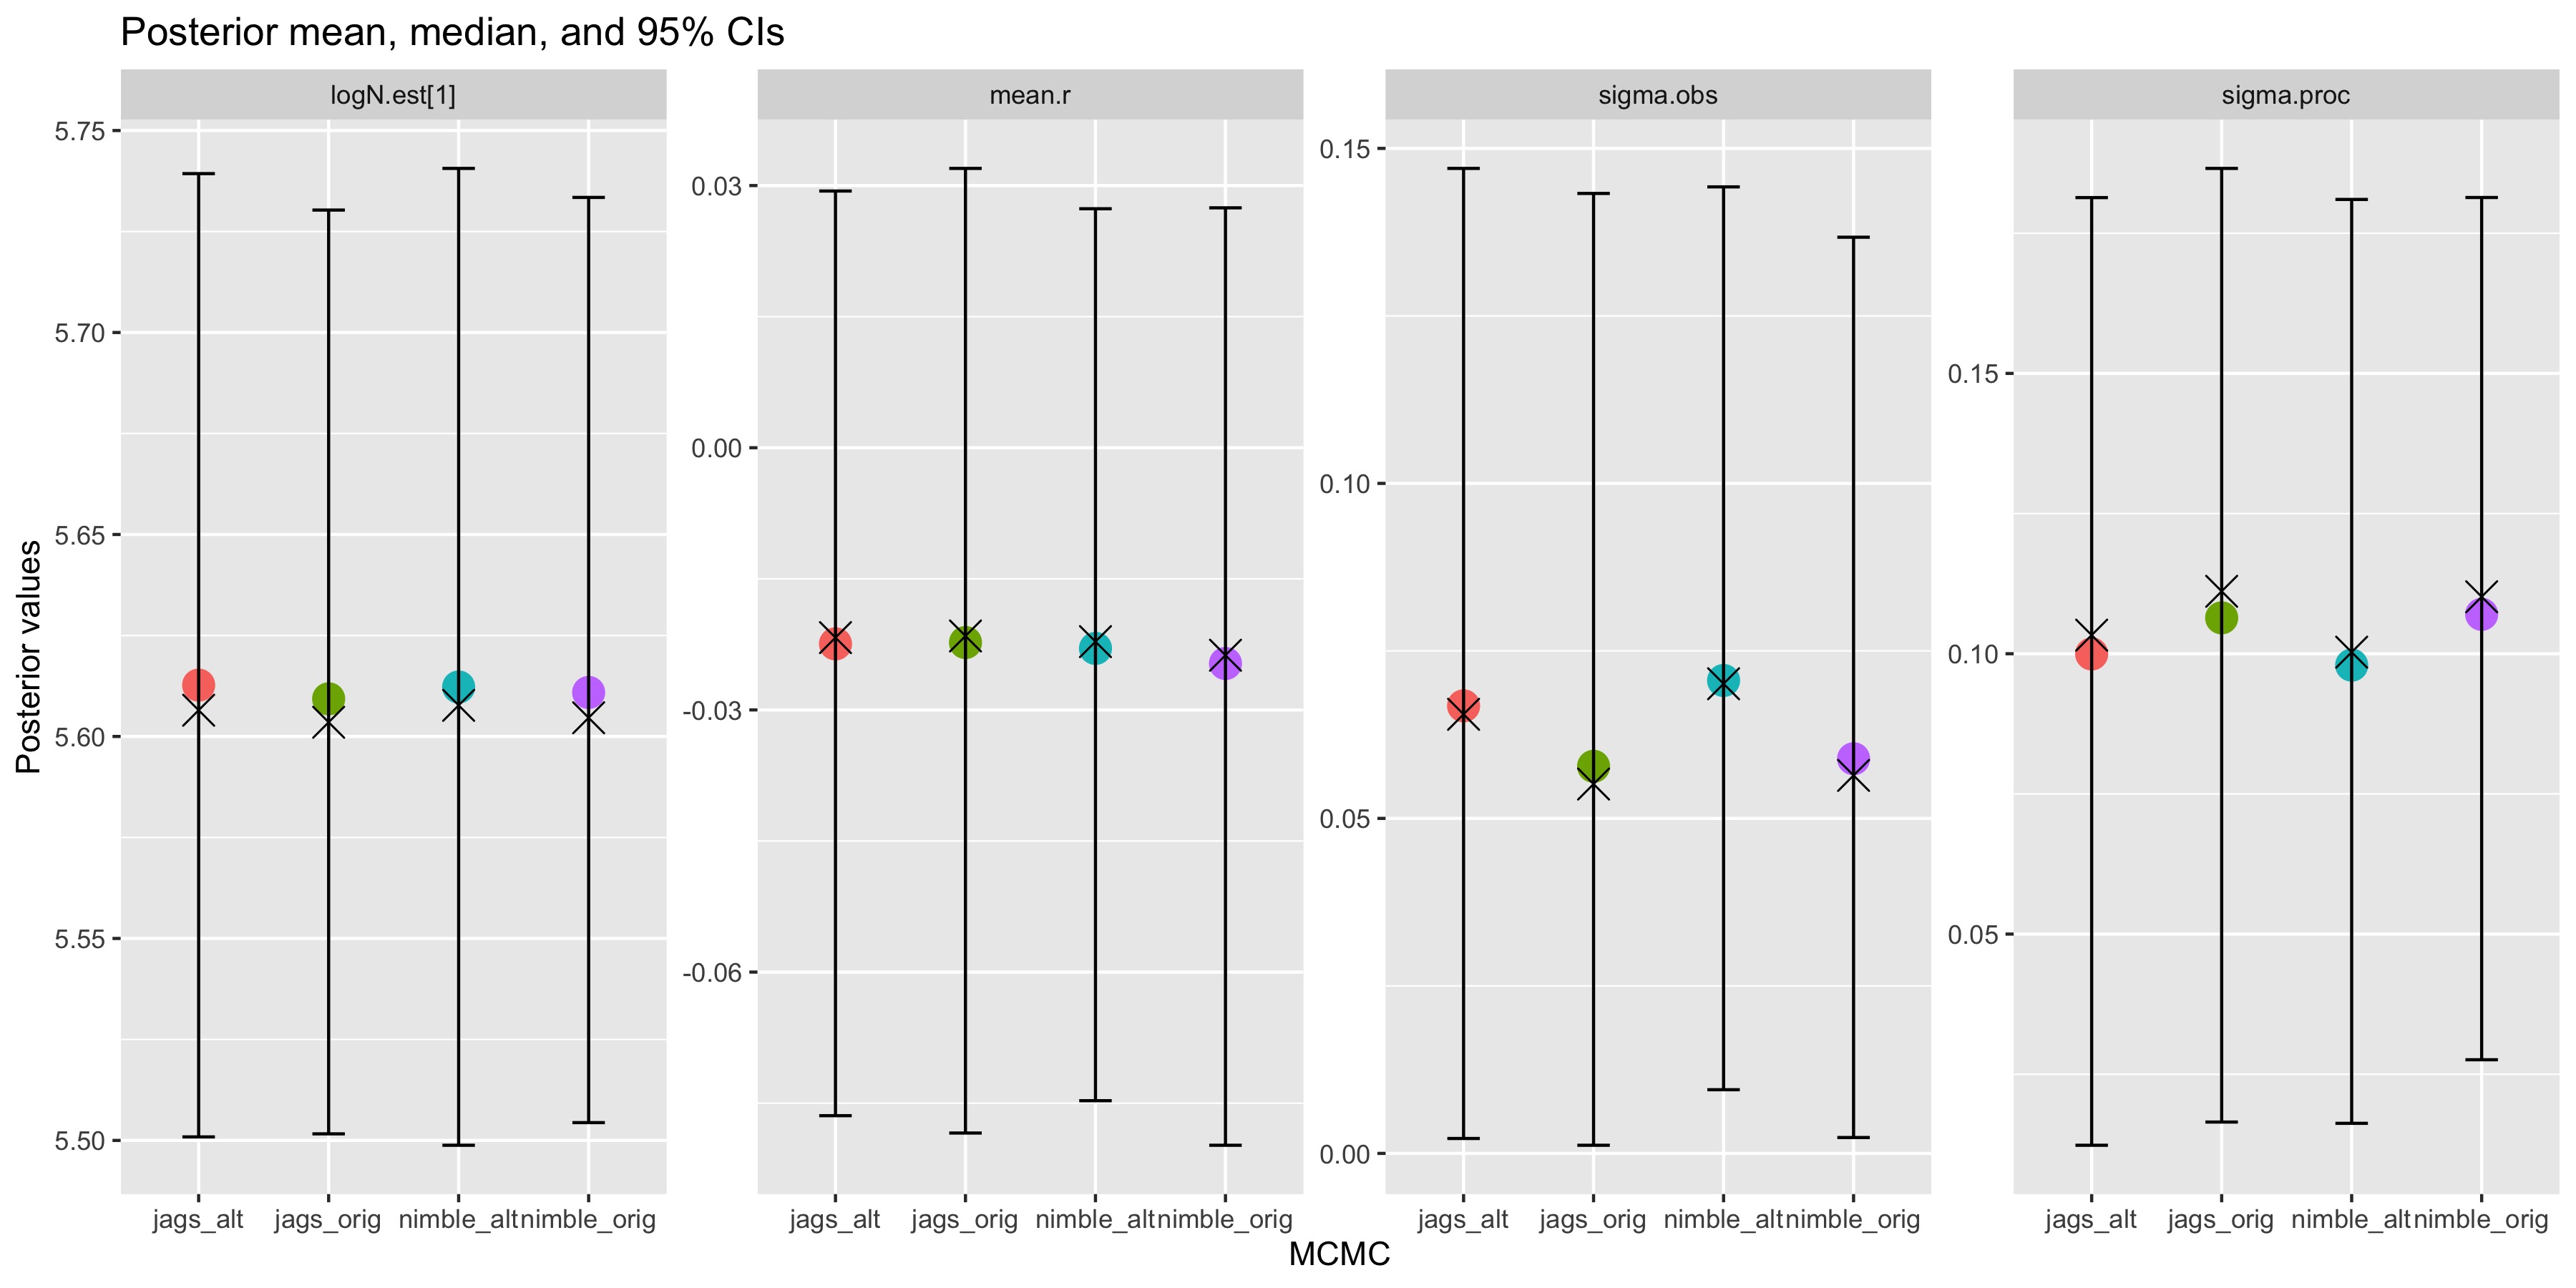 Posterior mean, median, and 95% CIs
logN.est[1]
mean.r
sigma.obs
sigma.proc
Posterior values
5.75
5.70
5.65
5.60
5.55
5.50
0.03
0.00
-0.03
-0.06
0.15
0.10
0.05
0.00
0.15
0.10
0.05
jags_alt jags_orig nimble_alt nimble_orig
jags_alt jags_orig nimble_alt nimble_orig
jags_alt jags_orig nimble_alt nimble_orig
jags_alt jags_orig nimble_alt nimble_orig
MCMC